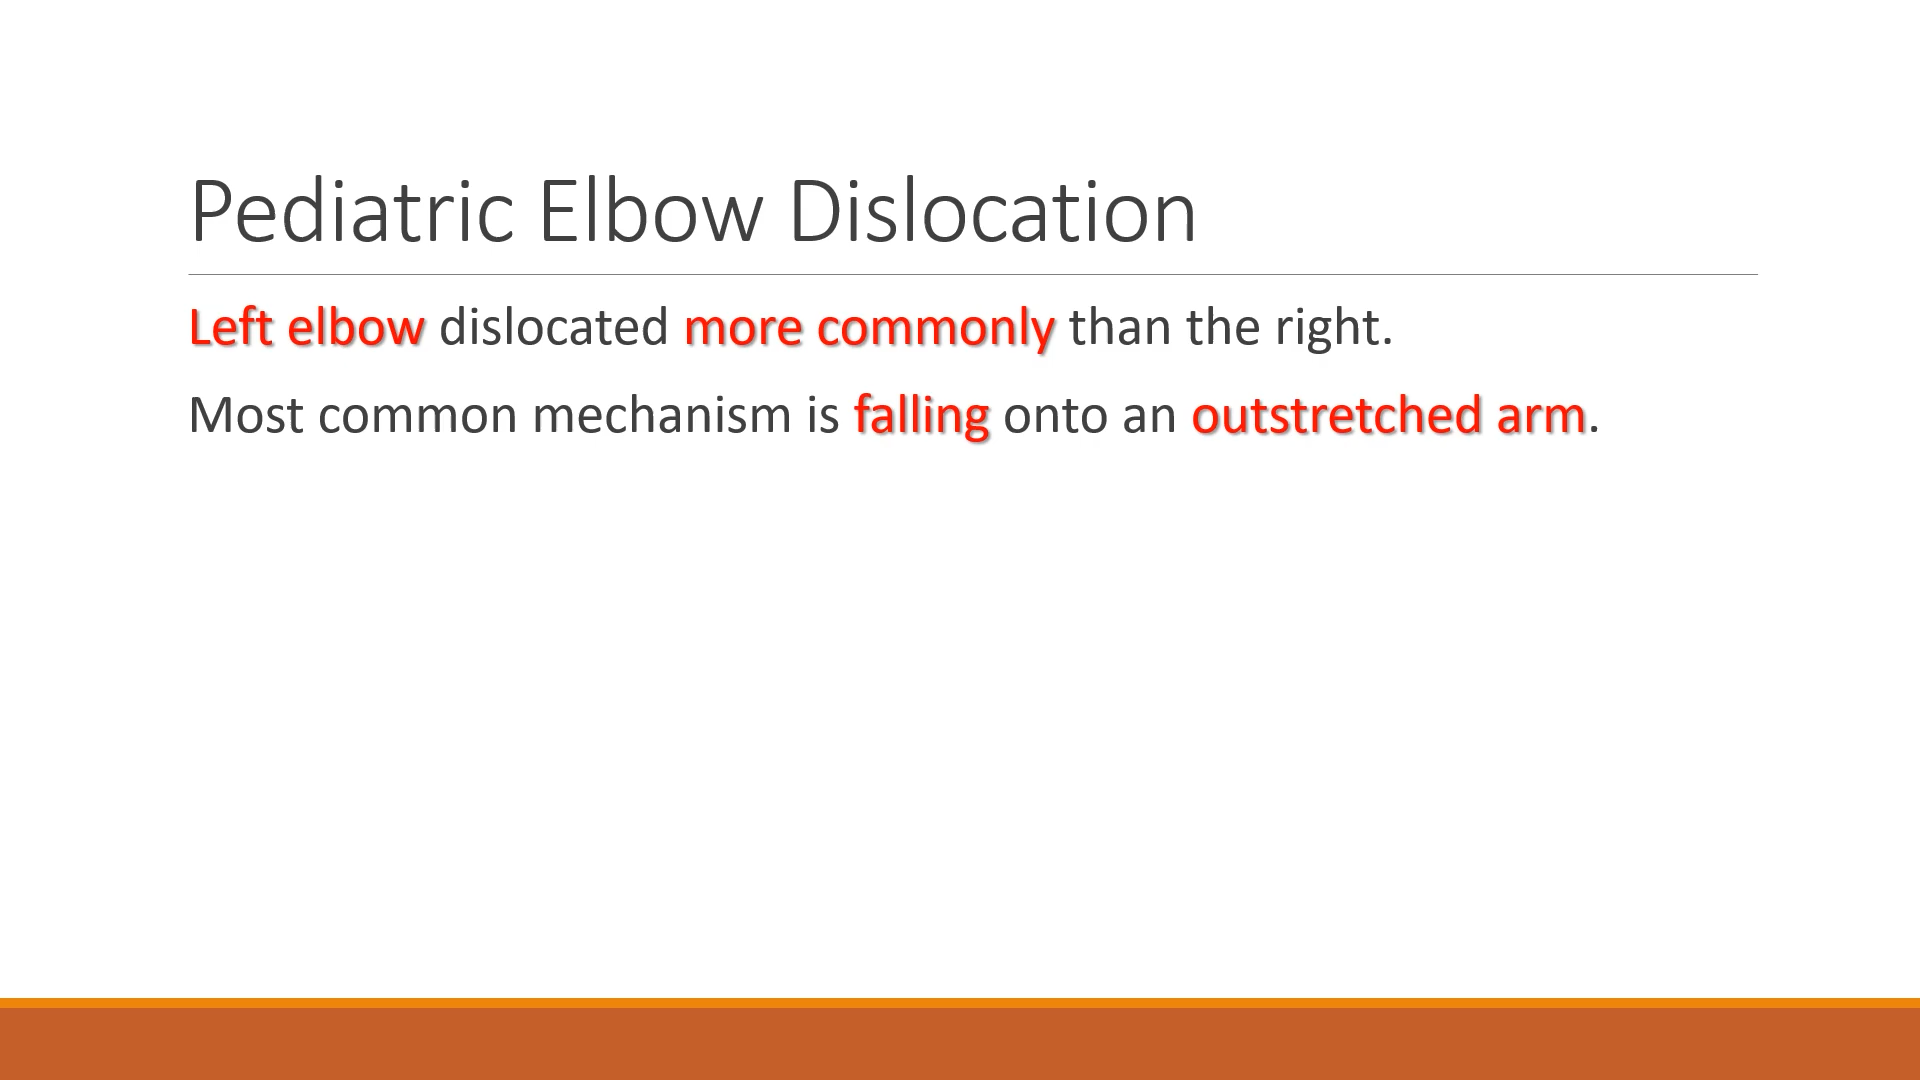 Pediatric Elbow Dislocation
Left elbow dislocated more commonly than the right.
Most common mechanism is falling onto an outstretched arm.